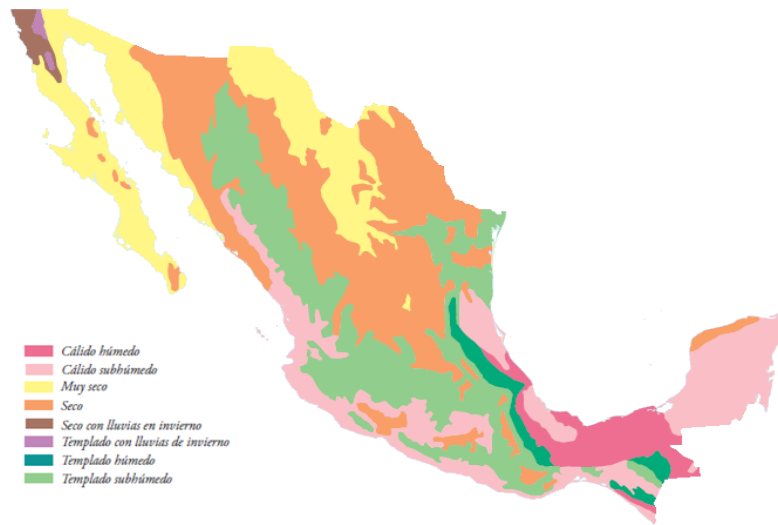 Cálido húmedo
Cálido subhúmedo
Muy seco
Seco
Seco con lluvias en invierno
Templado con lluvias de invierno
Templado húmedo
Templado subhúmedo